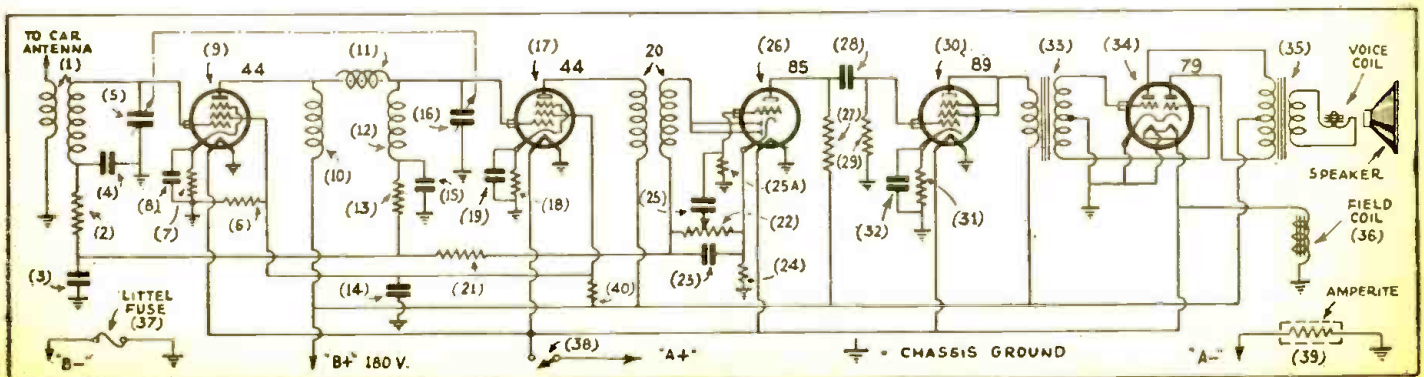 TO CAR
ANTENNA
(1)
(5)
(9)
44
(11)
(17)
44
20
(26)
85
(28)
(30)
89
(33)
(34)
79
(35)
VOICE
COIL
(16)
(12)
(27)
(29)
SPEAKER
(4)
(8)
(7)
(6)
(10)
(15)
(13)
(19)
(18)
(25)
(25A)
(22)
(32)
(31)
FIELD
COIL
(36)
(2)
(3)
(14)
(21)
(40)
(23)
(24)
LITTEL
FUSE
(37)
AMPERITE
"B-"
"B+" 180 V.
(38)
"A+"
= CHASSIS GROUND
"A-"
(39)